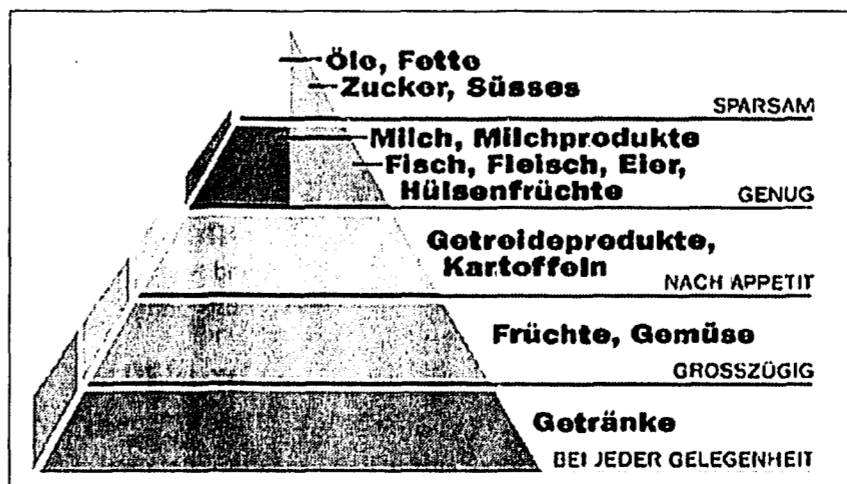 Öle, Fette
Zucker, Süsses
SPARSAM
Milch, Milchprodukte
Fisch, Fleisch, Eier,
Hülsenfrüchte
GENUG
Getreideprodukte,
Kartoffeln
NACH APPETIT
Früchte, Gemüse
GROSSZÜGIG
Getränke
BEI JEDER GELEGENHEIT